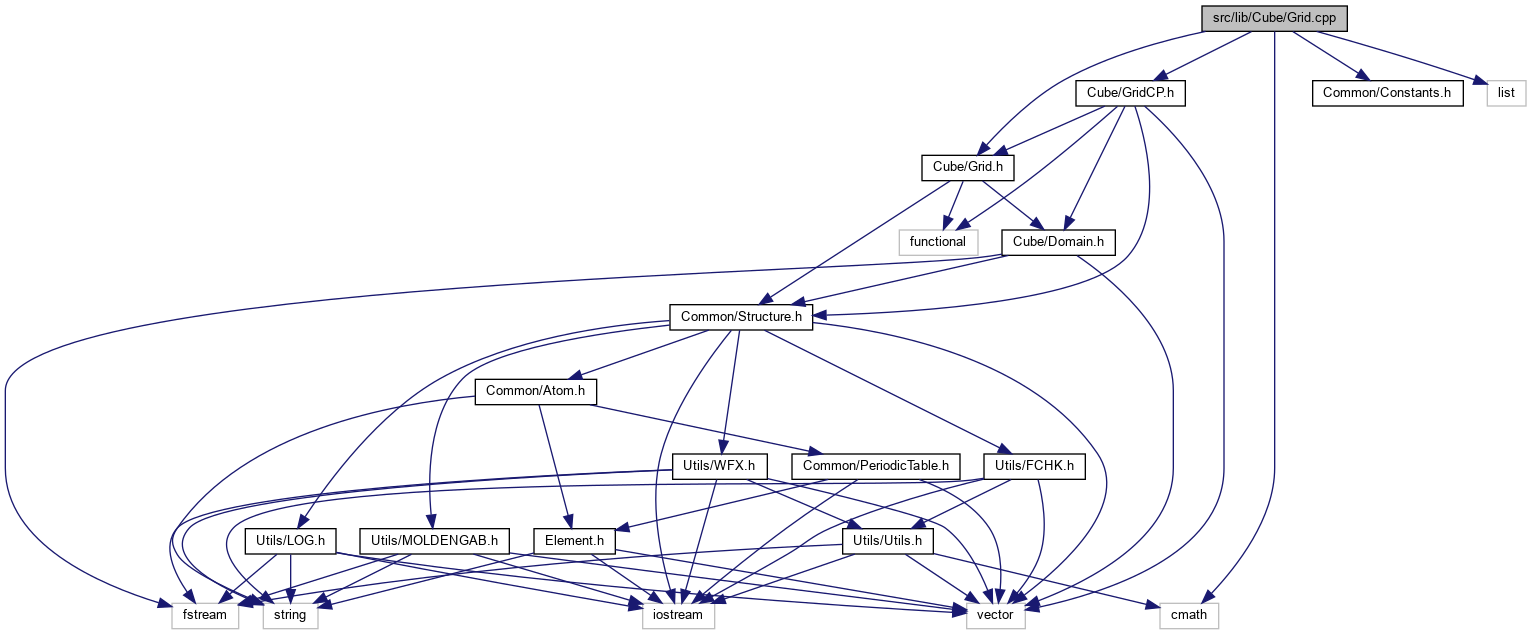 src/lib/Cube/Grid.cpp
Cube/GridCP.h
Common/Constants.h
list
Cube/Grid.h
functional
Cube/Domain.h
Common/Structure.h
Common/Atom.h
Utils/WFX.h
Common/PeriodicTable.h
Utils/FCHK.h
Utils/LOG.h
Utils/MOLDENGAB.h
Element.h
Utils/Utils.h
fstream
string
iostream
vector
cmath